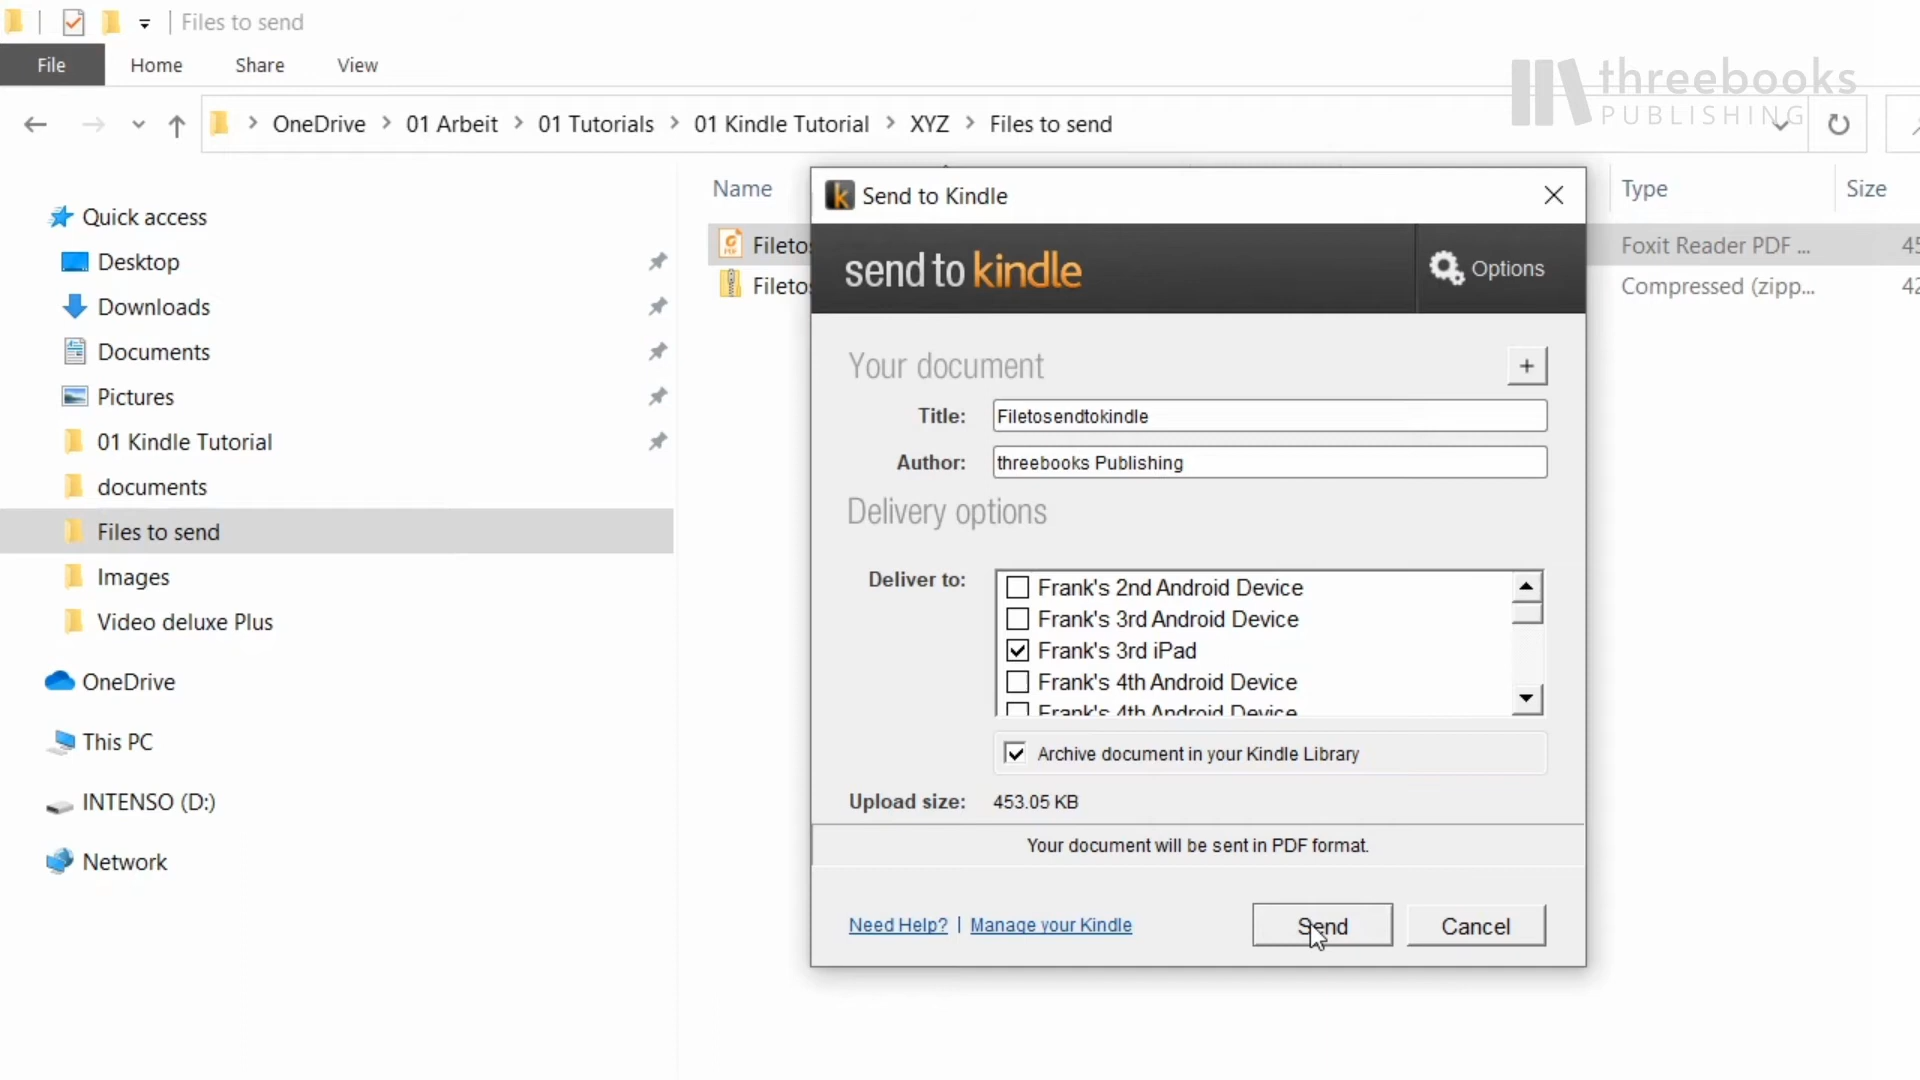 Files to send
File Home Share View
threebooks
PUBLISHING
OneDrive 01 Arbeit 01 Tutorials 01 Kindle Tutorial XYZ Files to send
Quick access
Desktop
Downloads
Documents
Pictures
01 Kindle Tutorial
documents
Files to send
Images
Video deluxe Plus
OneDrive
This PC
INTENSO (D:)
Network
Name Type Size
Foxit Reader PDF ...
Compressed (zipp...
Send to Kindle
send to kindle
Options
Your document
+
Title: Filetosendtokindle
Author: threebooks Publishing
Delivery options
Deliver to:
Frank's 2nd Android Device
Frank's 3rd Android Device
Frank's 3rd iPad
Frank's 4th Android Device
Frank's 4th Android Device
Archive document in your Kindle Library
Upload size: 453.05 KB
Your document will be sent in PDF format.
Need Help? | Manage your Kindle
Send Cancel